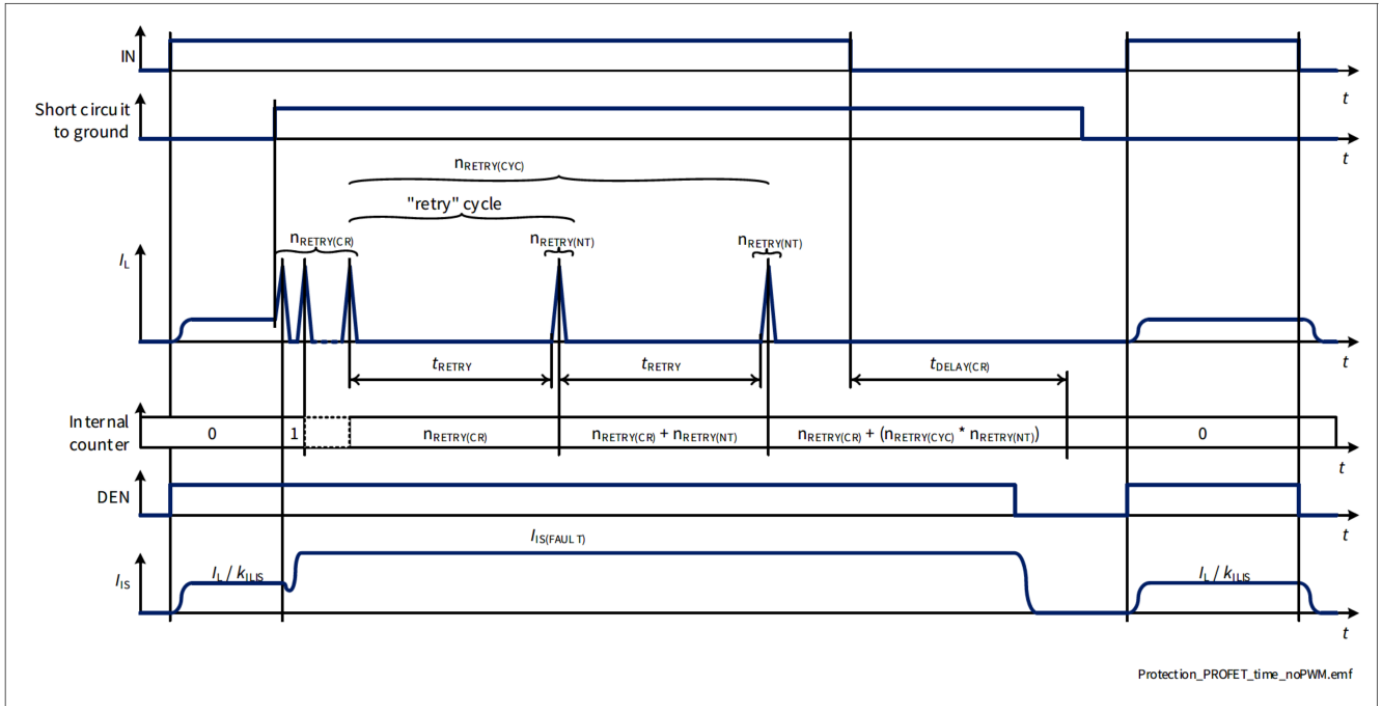 IN
t
Short circuit
to ground
t
nRETRY(CYC)
"retry" cycle
nRETRY(CR)
nRETRY(NT)
nRETRY(NT)
IL
t
tRETRY
tRETRY
tDELAY(CR)
Internal
counter
0
1
nRETRY(CR)
nRETRY(CR) + nRETRY(NT)
nRETRY(CR) + (nRETRY(CYC) * nRETRY(NT))
0
t
DEN
t
IIS(FAULT)
IL / kILIS
IL / kILIS
IIS
t
Protection_PROFET_time_noPWM.emf